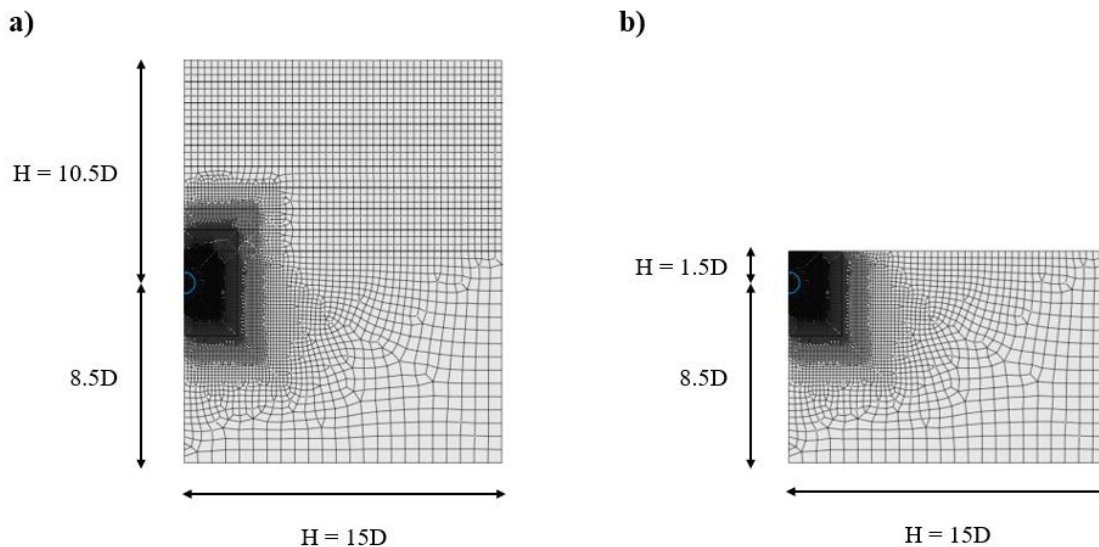 a)
H = 10.5D
8.5D
H = 15D
b)
H = 1.5D
8.5D
H = 15D